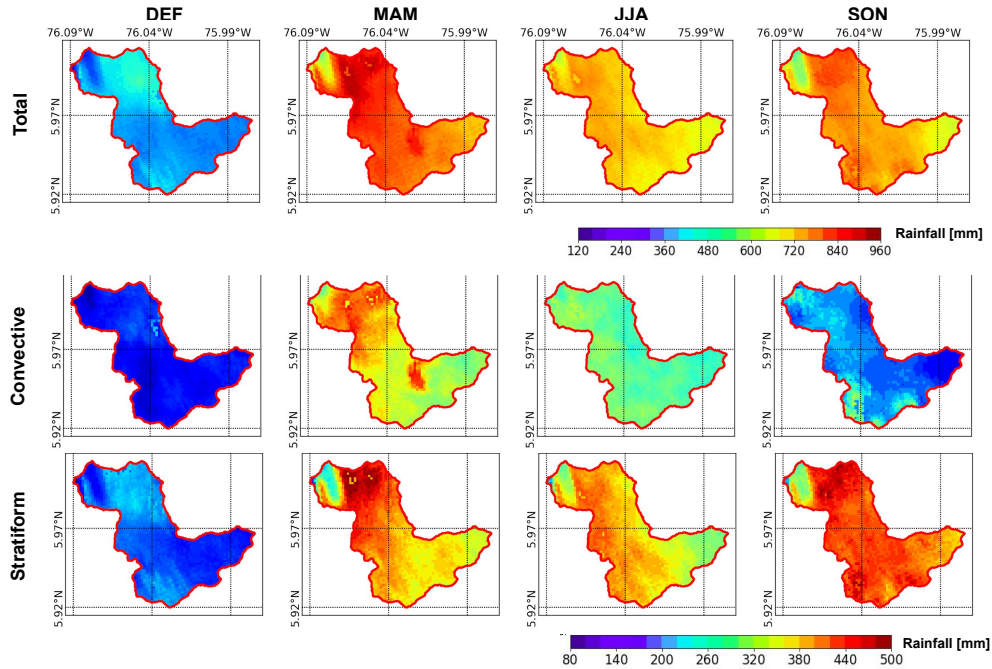 DEF MAM JJA SON
76.09°W 76.04°W 75.99°W 76.09°W 76.04°W 75.99°W 76.09°W 76.04°W 75.99°W 76.09°W 76.04°W 75.99°W
Total
5.97°N 5.97°N 5.97°N 5.97°N
5.92°N 5.92°N 5.92°N 5.92°N
Rainfall [mm]
120 240 360 480 600 720 840 960
Convective
5.97°N 5.97°N 5.97°N 5.97°N
5.92°N 5.92°N 5.92°N 5.92°N
Stratiform
5.97°N 5.97°N 5.97°N 5.97°N
5.92°N 5.92°N 5.92°N 5.92°N
Rainfall [mm]
80 140 200 260 320 380 440 500